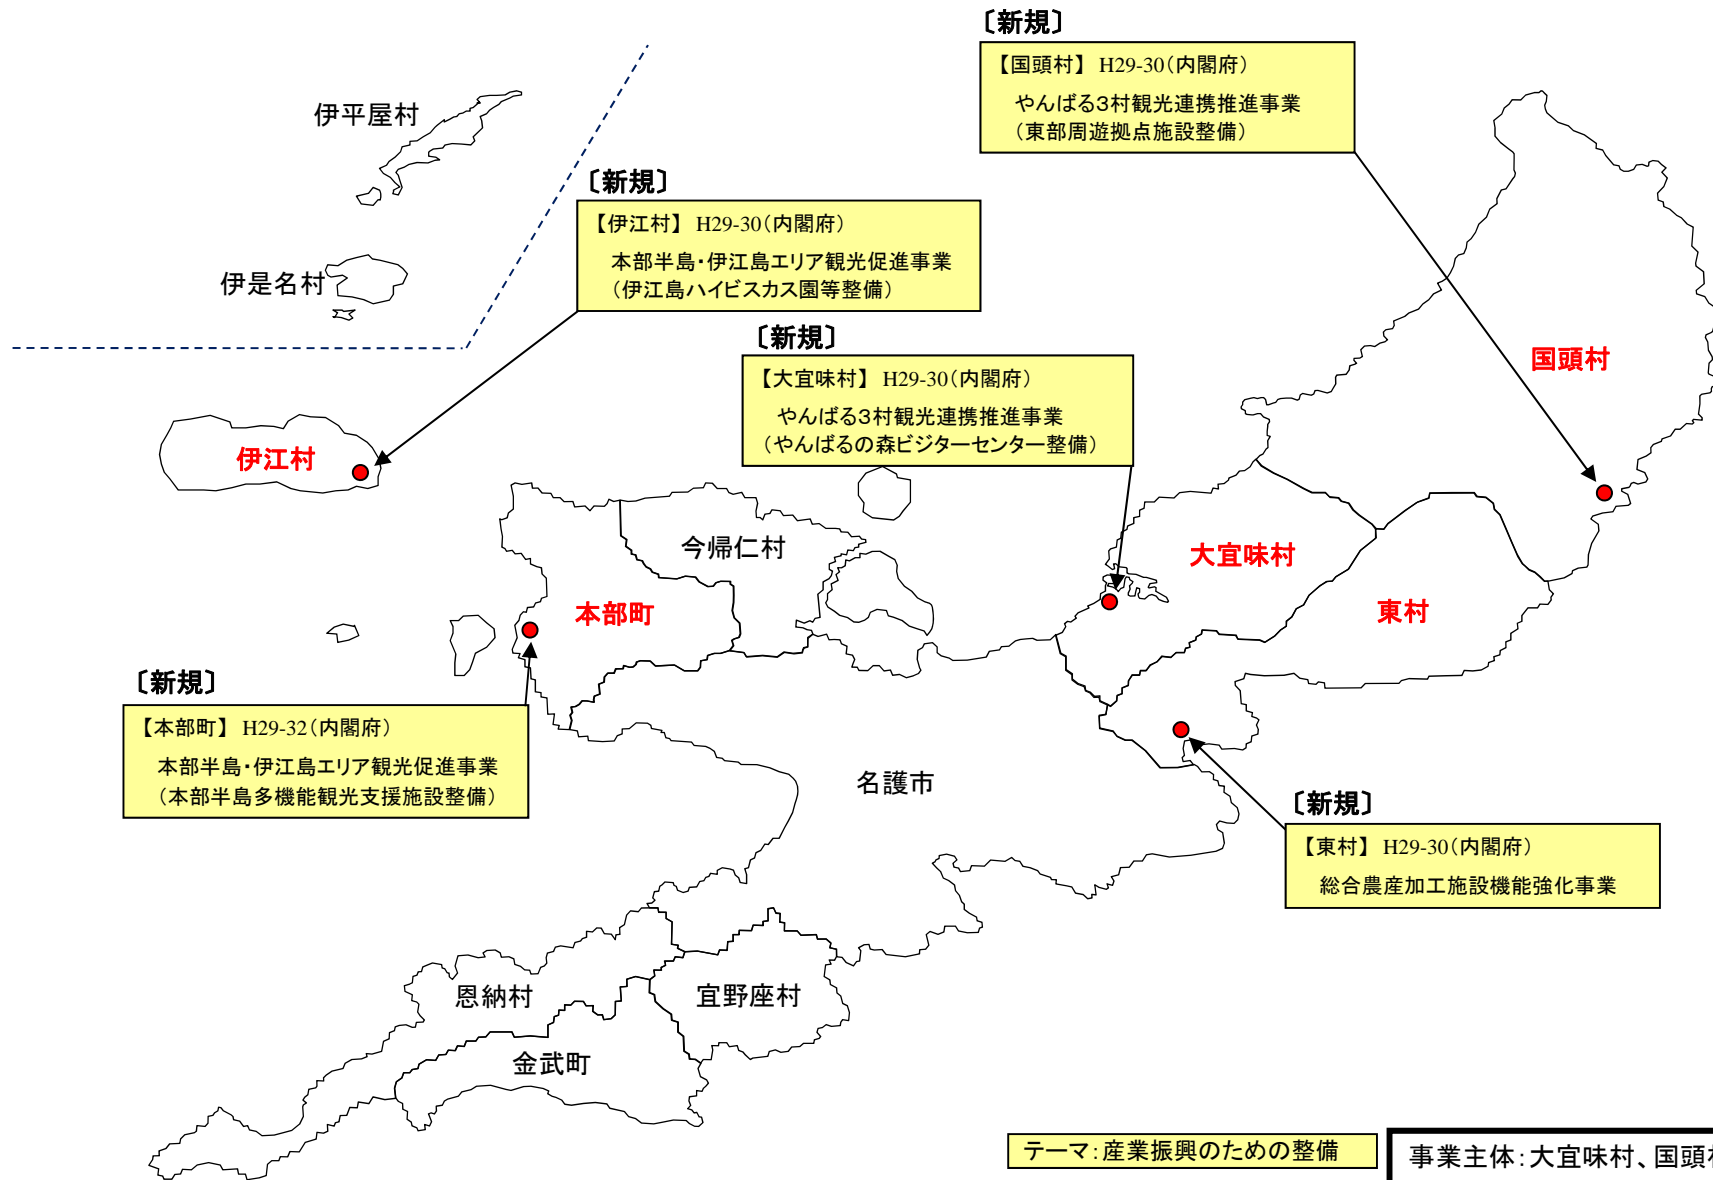 〔新規〕
【国頭村】 H29-30(内閣府)
やんばる3村観光連携推進事業
(東部周遊拠点施設整備)
伊平屋村
〔新規〕
【伊江村】 H29-30(内閣府)
本部半島・伊江島エリア観光促進事業
(伊江島ハイビスカス園等整備)
伊是名村
〔新規〕
【大宜味村】 H29-30(内閣府)
やんばる3村観光連携推進事業
(やんばるの森ビジターセンター整備)
国頭村
伊江村
今帰仁村
大宜味村
本部町
東村
〔新規〕
【本部町】 H29-32(内閣府)
本部半島・伊江島エリア観光促進事業
(本部半島多機能観光支援施設整備)
名護市
〔新規〕
【東村】 H29-30(内閣府)
総合農産加工施設機能強化事業
恩納村
宜野座村
金武町
テーマ:産業振興のための整備
事業主体:大宜味村、国頭